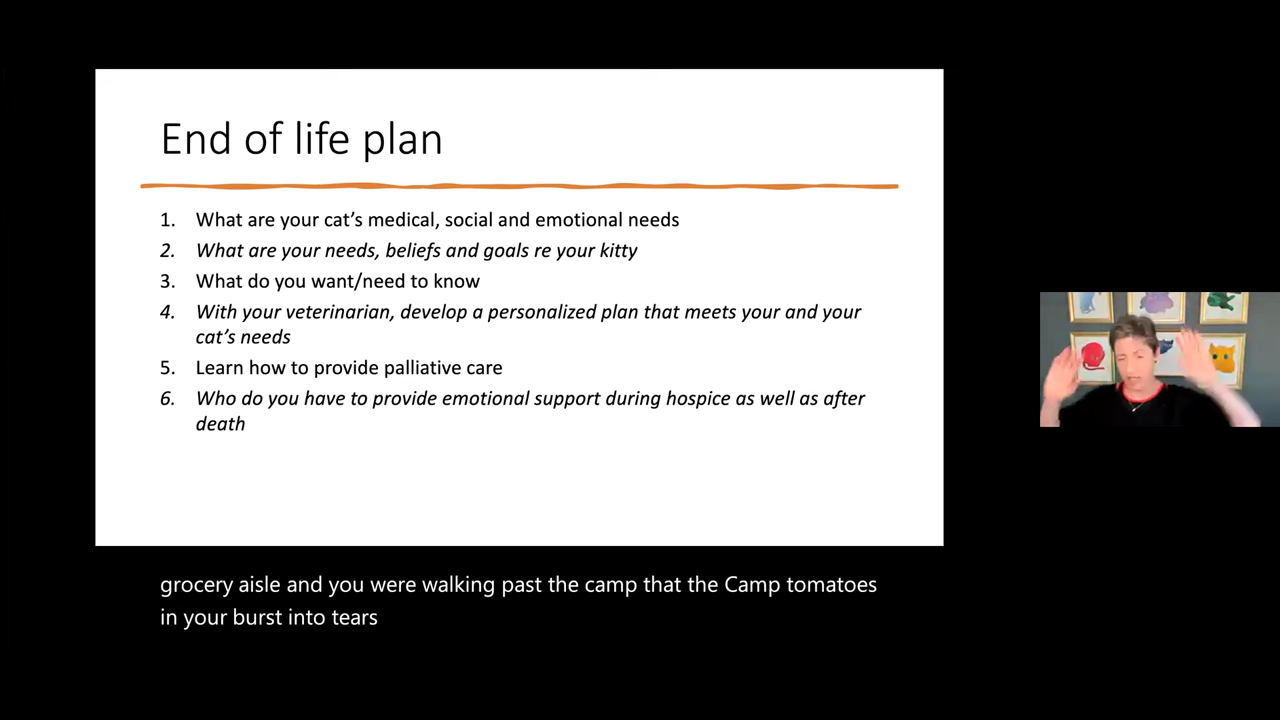 End of life plan
1. What are your cat's medical, social and emotional needs
2. What are your needs, beliefs and goals re your kitty
3. What do you want/need to know
4. With your veterinarian, develop a personalized plan that meets your and your
cat's needs
5. Learn how to provide palliative care
6. Who do you have to provide emotional support during hospice as well as after
death
grocery aisle and you were walking past the camp that the Camp tomatoes
in your burst into tears